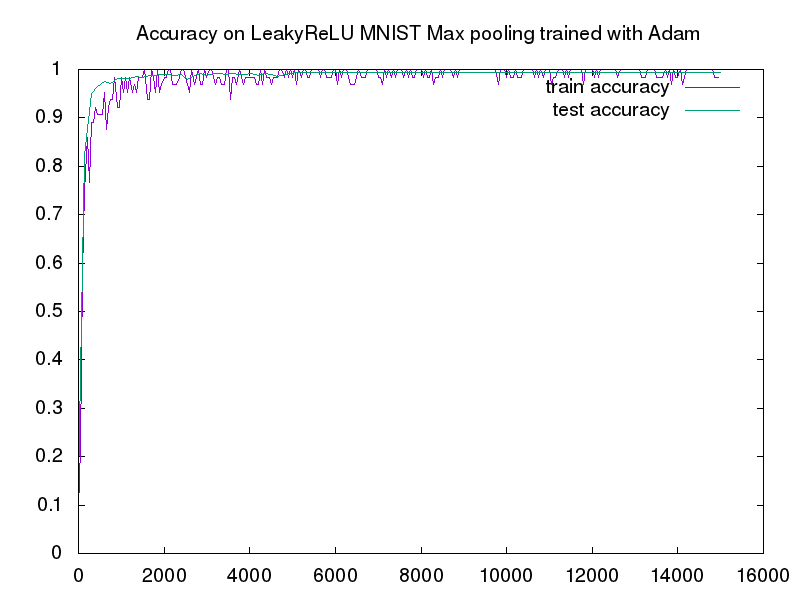 Accuracy on LeakyReLU MNIST Max pooling trained with Adam
1
train accuracy
0.9
test accuracy
0.8
0.7
0.6
0.5
0.4
0.3
0.2
0.1
0
0 2000 4000 6000 8000 10000 12000 14000 16000